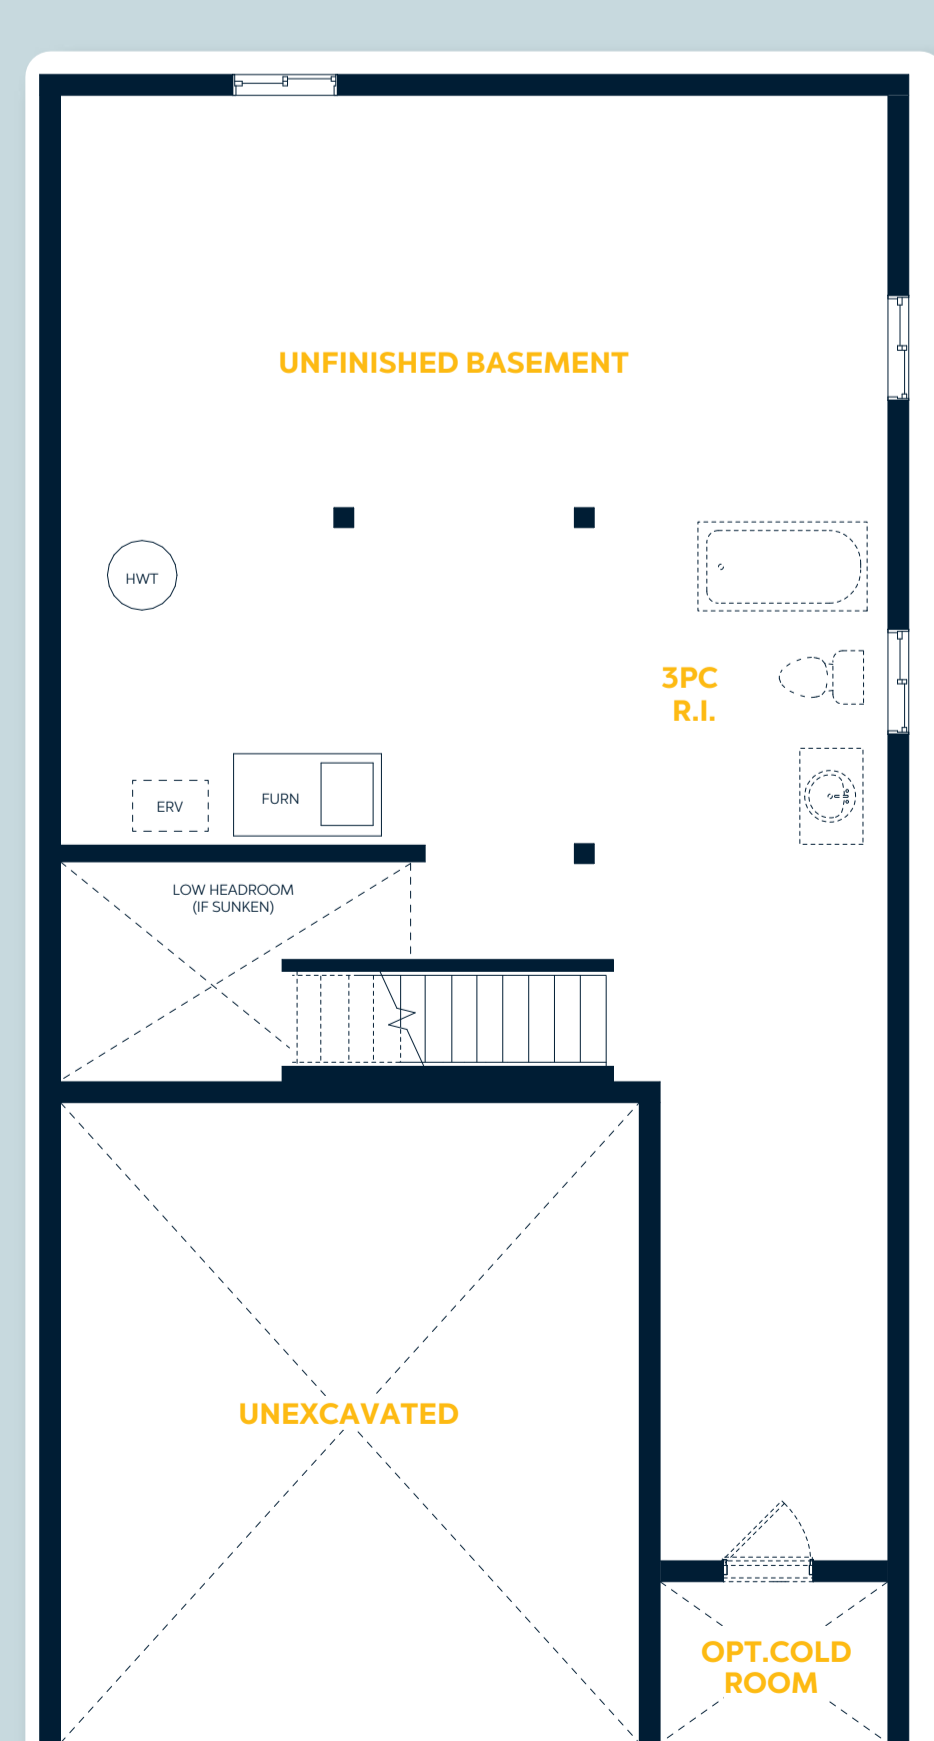 UNFINISHED BASEMENT
HWT
3PC
R.I.
FURN
ERV
LOW HEADROOM
(IF SUNKEN)
UNEXCAVATED
OPT.COLD
ROOM